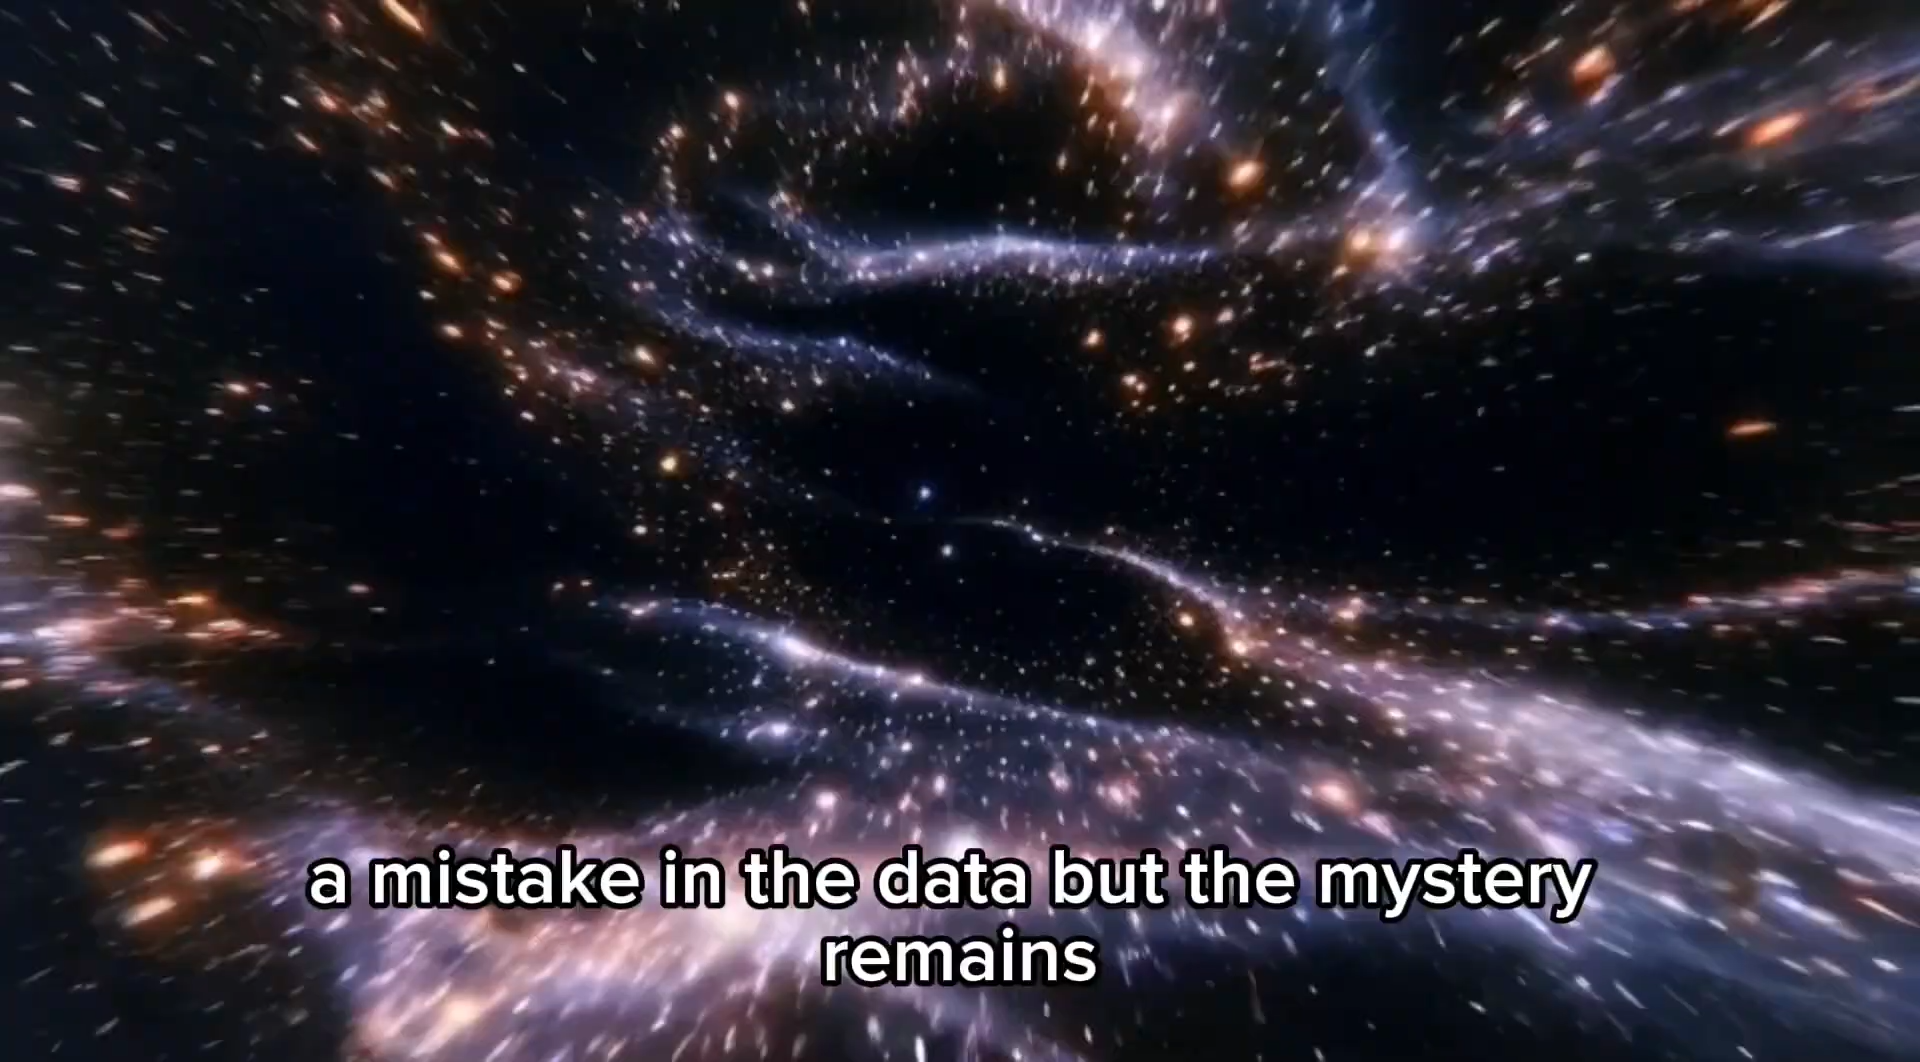 a mistake in the data but the mystery
remains